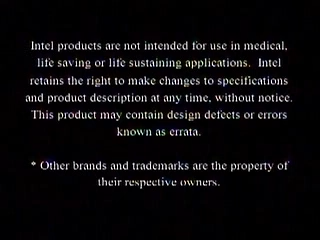 Intel products are not intended for use in medical,
life saving or life sustaining applications.  Intel
retains the right to make changes to specifications
and product description at any time, without notice.
This product may contain design defects or errors
known as errata.
* Other brands and trademarks are the property of
their respective owners.